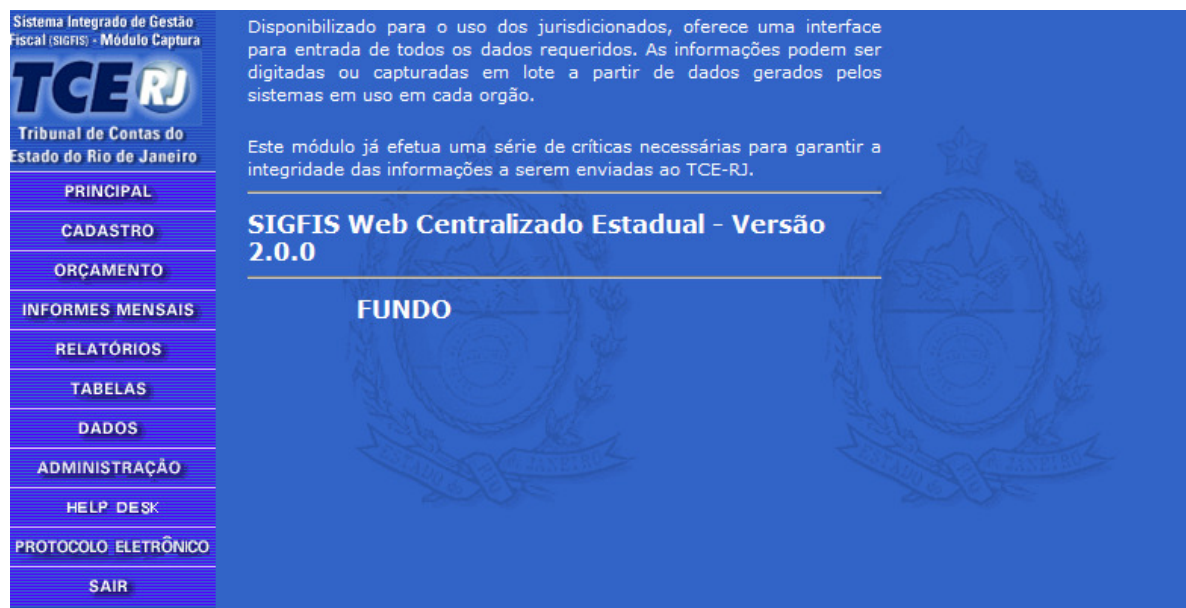 Sistema Integrado de Gestão
Fiscal (SIGFIS) - Módulo Captura
TCE RJ
Tribunal de Contas do
Estado do Rio de Janeiro
PRINCIPAL
CADASTRO
ORÇAMENTO
INFORMES MENSAIS
RELATÓRIOS
TABELAS
DADOS
ADMINISTRAÇÃO
HELP DESK
PROTOCOLO ELETRÔNICO
SAIR
Disponibilizado para o uso dos jurisdicionados, oferece uma interface
para entrada de todos os dados requeridos. As informações podem ser
digitadas ou capturadas em lote a partir de dados gerados pelos
sistemas em uso em cada orgão.
Este módulo já efetua uma série de críticas necessárias para garantir a
integridade das informações a serem enviadas ao TCE-RJ.
SIGFIS Web Centralizado Estadual - Versão
2.0.0
FUNDO